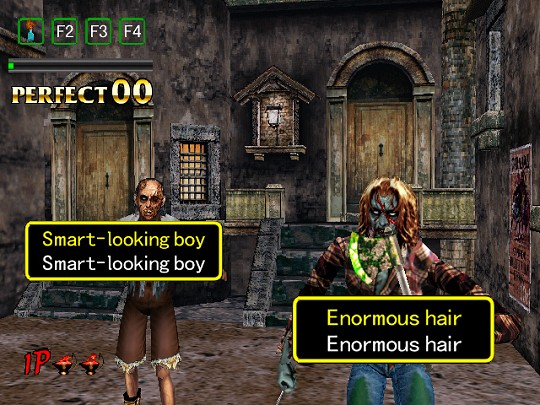 F2 F3 F4
PERFECT 00
Smart-looking boy
Smart-looking boy
Enormous hair
Enormous hair
1P